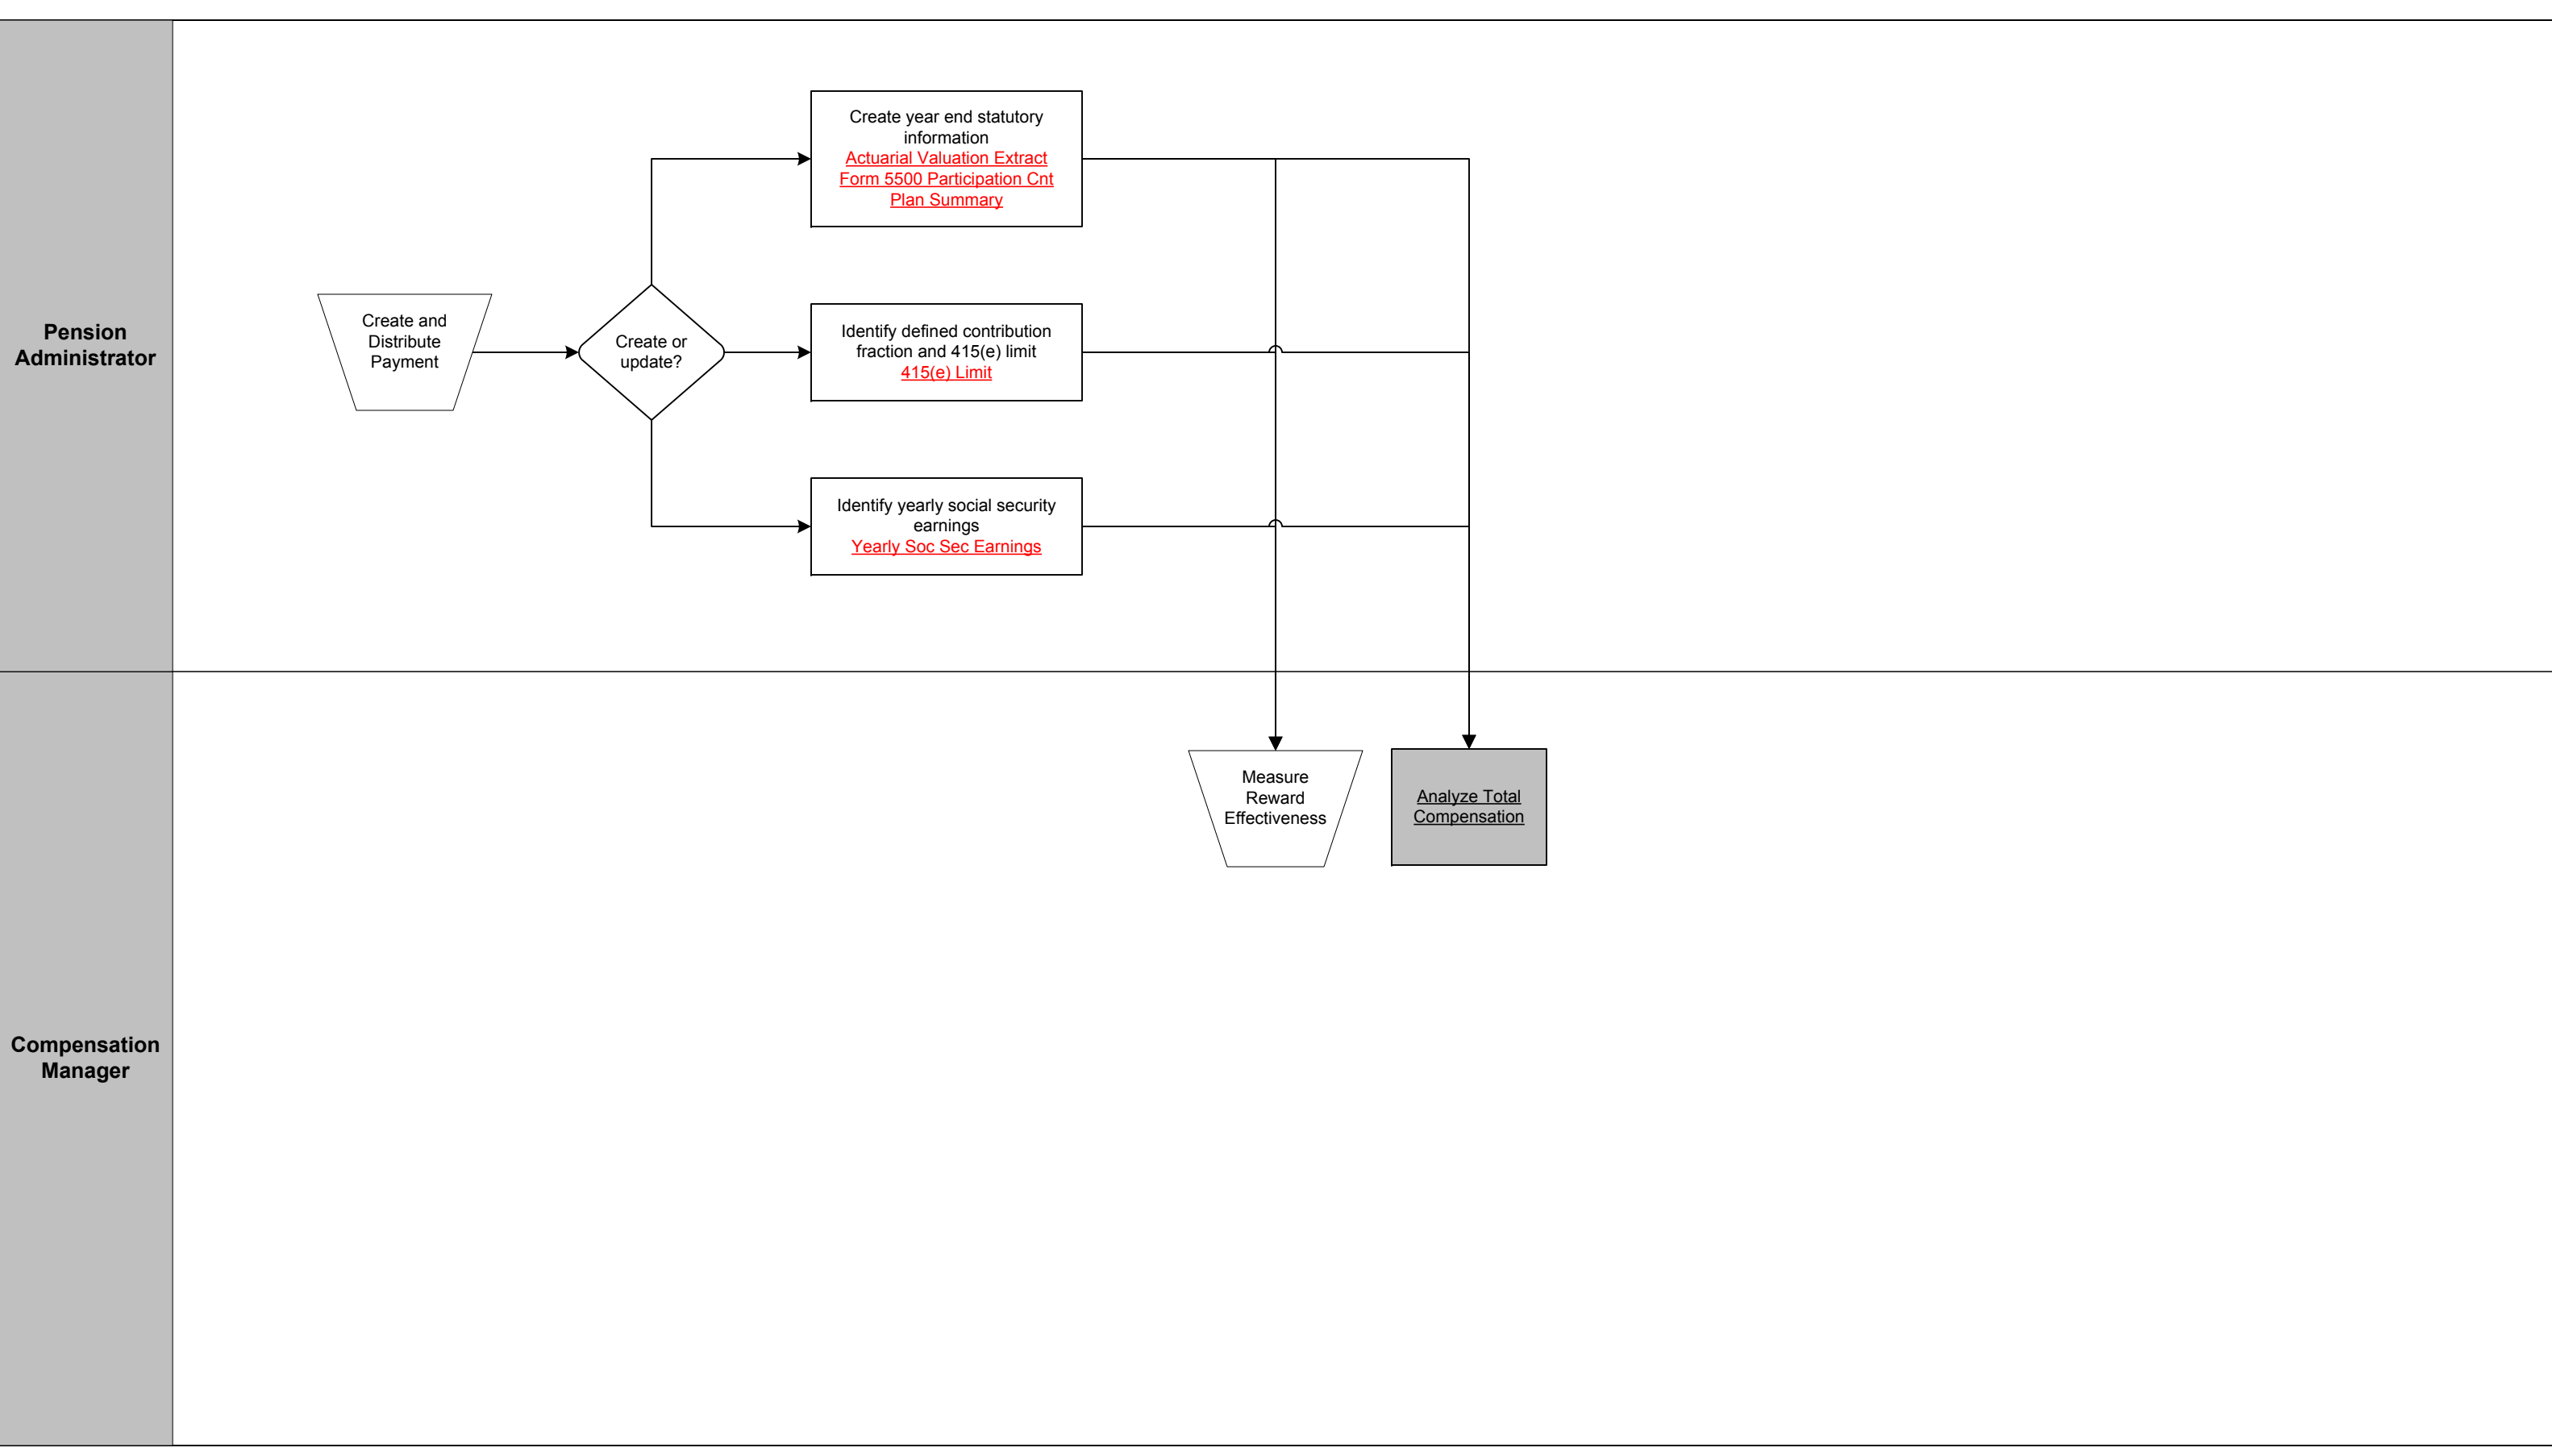 Pension
Administrator
Create and
Distribute
Payment
Create or
update?
Create year end statutory
information
Actuarial Valuation Extract
Form 5500 Participation Cnt
Plan Summary
Identify defined contribution
fraction and 415(e) limit
415(e) Limit
Identify yearly social security
earnings
Yearly Soc Sec Earnings
Compensation
Manager
Measure
Reward
Effectiveness
Analyze Total
Compensation